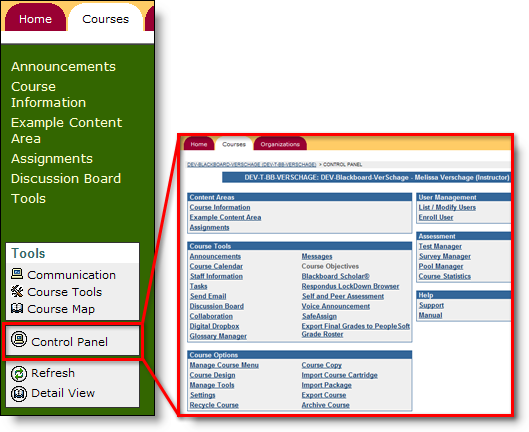 Home
Courses
Announcements
Course
Information
Example Content
Area
Assignments
Discussion Board
Tools
Tools
Communication
Course Tools
Course Map
Control Panel
Refresh
Detail View
Home
Courses
Organizations
DEV-BLACKBOARD-VERSCHAGE (DEV-T-BB-VERSCHAGE) > CONTROL PANEL
DEV-T-BB-VERSCHAGE: DEV-Blackboard-VerSchage - Melissa Verschage (Instructor)
Content Areas
Course Information
Example Content Area
Assignments
Course Tools
Announcements
Course Calendar
Staff Information
Tasks
Send Email
Discussion Board
Collaboration
Digital Dropbox
Glossary Manager
Messages
Course Objectives
Blackboard Scholar®
Respondus LockDown Browser
Self and Peer Assessment
Voice Announcement
SafeAssign
Export Final Grades to PeopleSoft
Grade Roster
Course Options
Manage Course Menu
Course Design
Manage Tools
Settings
Recycle Course
Course Copy
Import Course Cartridge
Import Package
Export Course
Archive Course
User Management
List / Modify Users
Enroll User
Assessment
Test Manager
Survey Manager
Pool Manager
Course Statistics
Help
Support
Manual